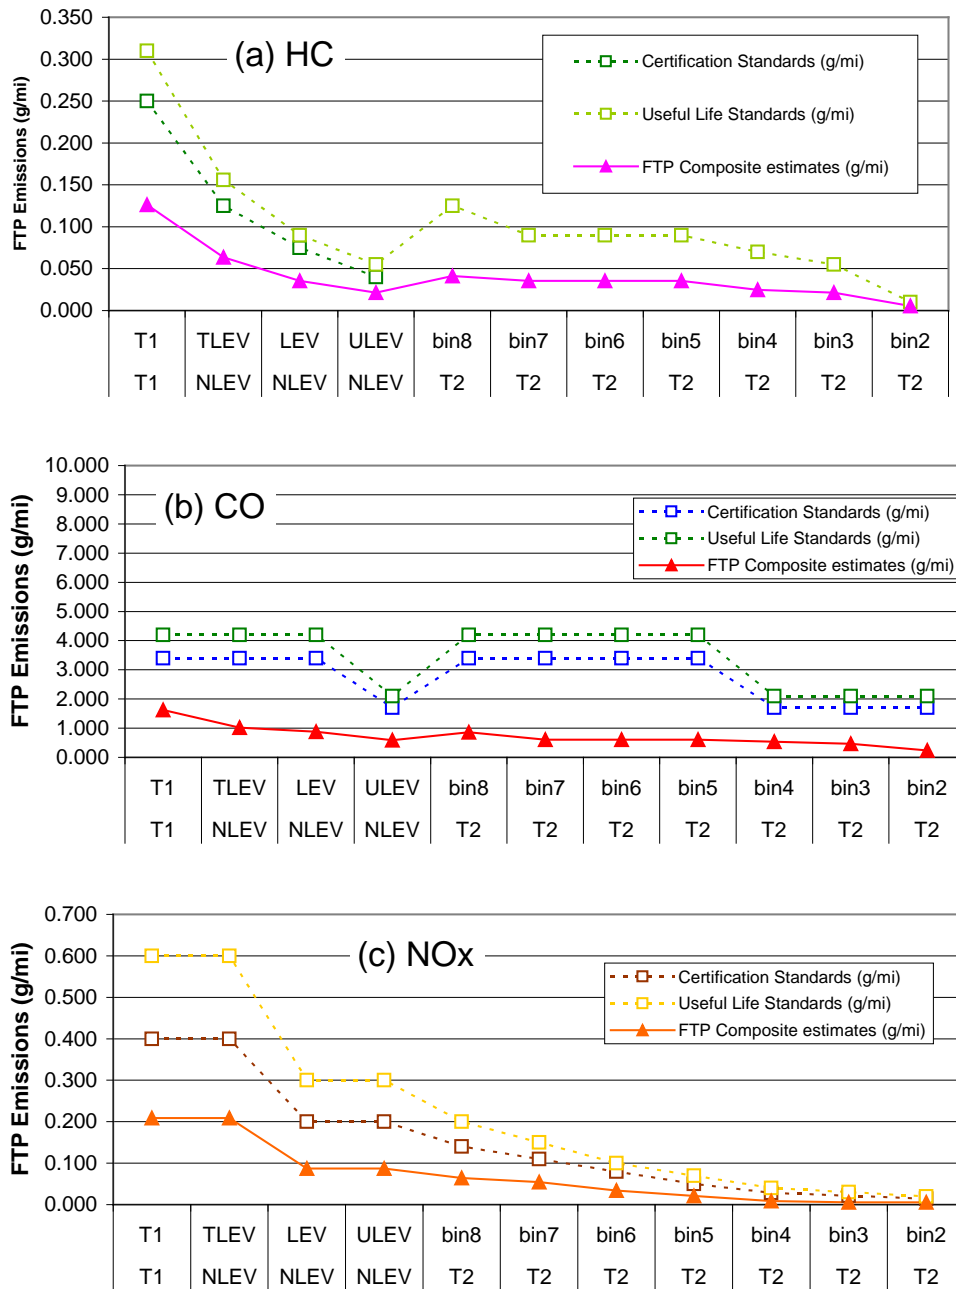 (a) HC
FTP Emissions (g/mi)
0.350
0.300
0.250
0.200
0.150
0.100
0.050
0.000
Certification Standards (g/mi)
Useful Life Standards (g/mi)
FTP Composite estimates (g/mi)
T1 TLEV LEV ULEV bin8 bin7 bin6 bin5 bin4 bin3 bin2
T1 NLEV NLEV NLEV T2 T2 T2 T2 T2 T2 T2
(b) CO
FTP Emissions (g/mi)
10.000
9.000
8.000
7.000
6.000
5.000
4.000
3.000
2.000
1.000
0.000
Certification Standards (g/mi)
Useful Life Standards (g/mi)
FTP Composite estimates (g/mi)
T1 TLEV LEV ULEV bin8 bin7 bin6 bin5 bin4 bin3 bin2
T1 NLEV NLEV NLEV T2 T2 T2 T2 T2 T2 T2
(c) NOx
FTP Emissions (g/mi)
0.700
0.600
0.500
0.400
0.300
0.200
0.100
0.000
Certification Standards (g/mi)
Useful Life Standards (g/mi)
FTP Composite estimates (g/mi)
T1 TLEV LEV ULEV bin8 bin7 bin6 bin5 bin4 bin3 bin2
T1 NLEV NLEV NLEV T2 T2 T2 T2 T2 T2 T2